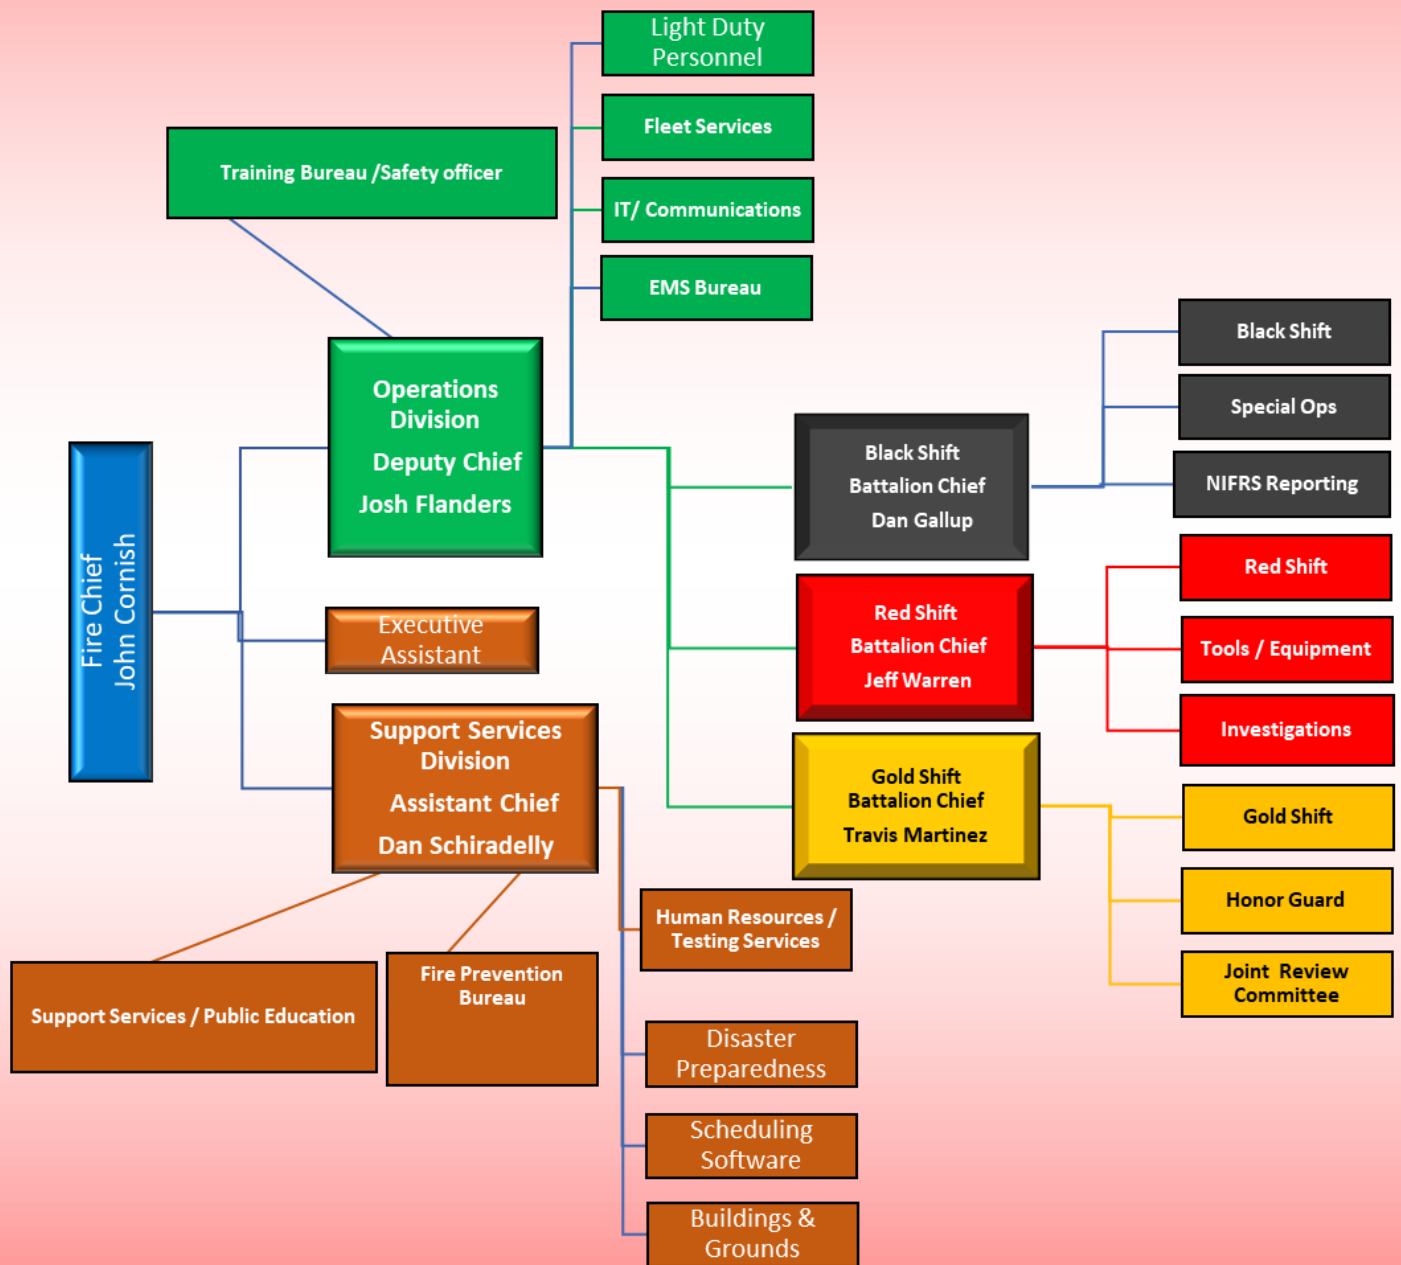 Light Duty
Personnel
Fleet Services
Training Bureau /Safety officer
IT/ Communications
EMS Bureau
Operations
Division
Deputy Chief
Josh Flanders
Fire Chief
John Cornish
Executive
Assistant
Support Services
Division
Assistant Chief
Dan Schiradelly
Support Services / Public Education
Fire Prevention
Bureau
Human Resources /
Testing Services
Disaster
Preparedness
Scheduling
Software
Buildings &
Grounds
Black Shift
Battalion Chief
Dan Gallup
Black Shift
Special Ops
NIFRS Reporting
Red Shift
Battalion Chief
Jeff Warren
Red Shift
Tools / Equipment
Investigations
Gold Shift
Battalion Chief
Travis Martinez
Gold Shift
Honor Guard
Joint Review
Committee